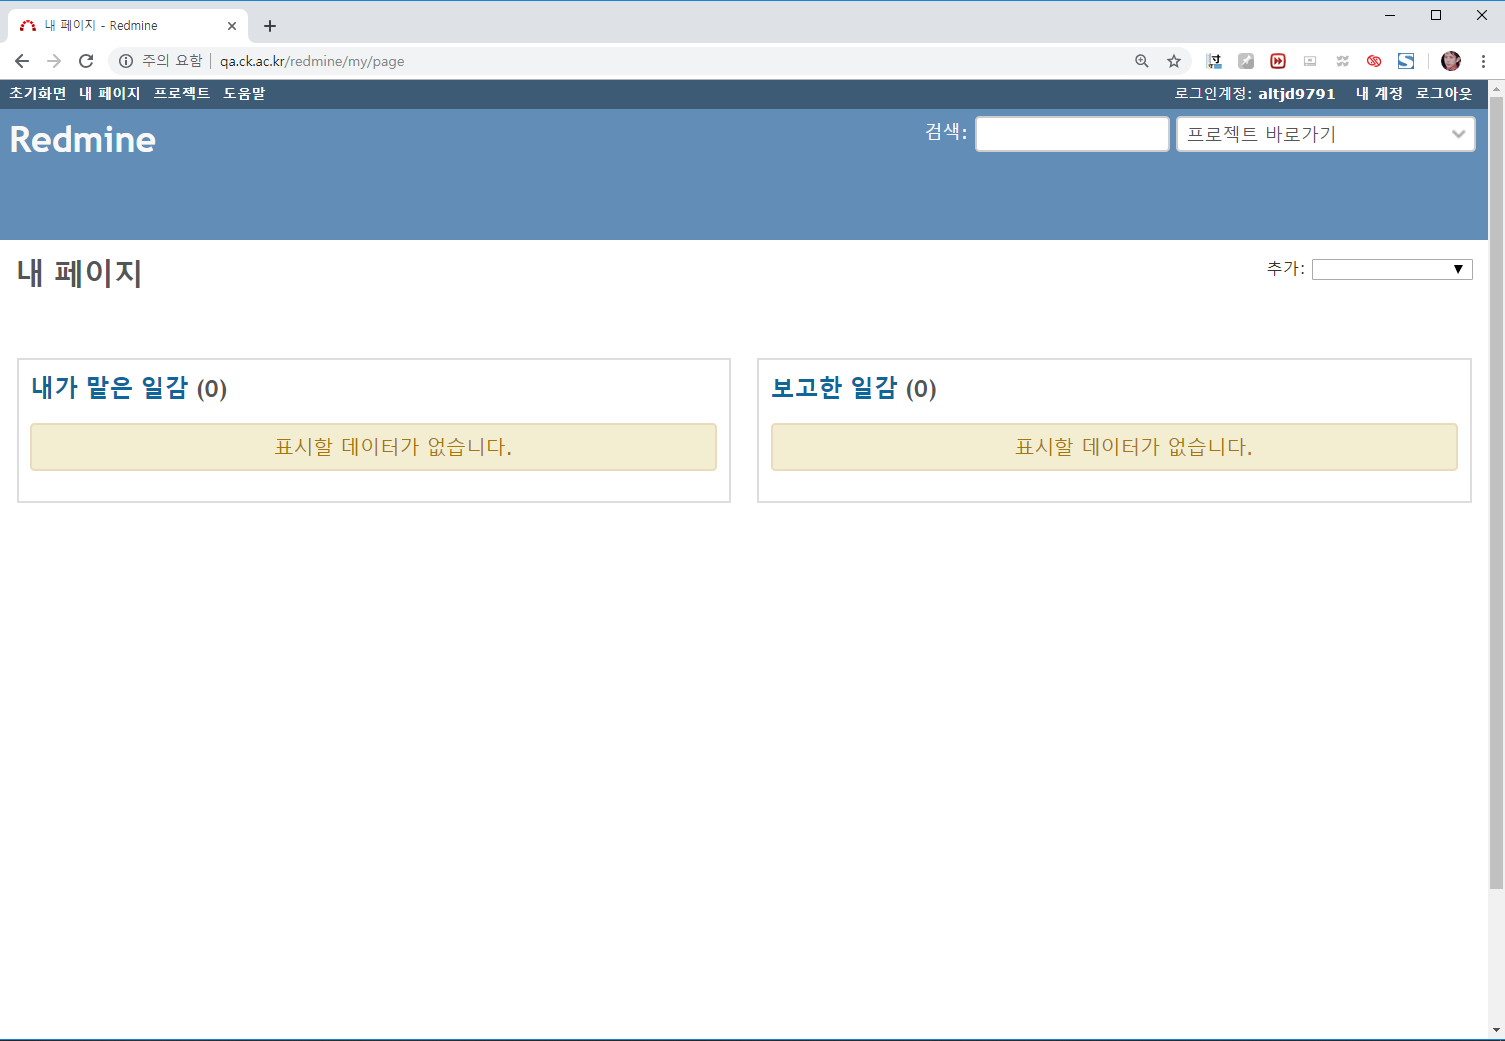 내 페이지 - Redmine
주의 요함 | qa.ck.ac.kr/redmine/my/page
초기화면 내 페이지 프로젝트 도움말 로그인계정: altjd9791 내 계정 로그아웃
Redmine 검색: 프로젝트 바로가기
내 페이지 추가:
내가 맡은 일감 (0)
표시할 데이터가 없습니다.
보고한 일감 (0)
표시할 데이터가 없습니다.